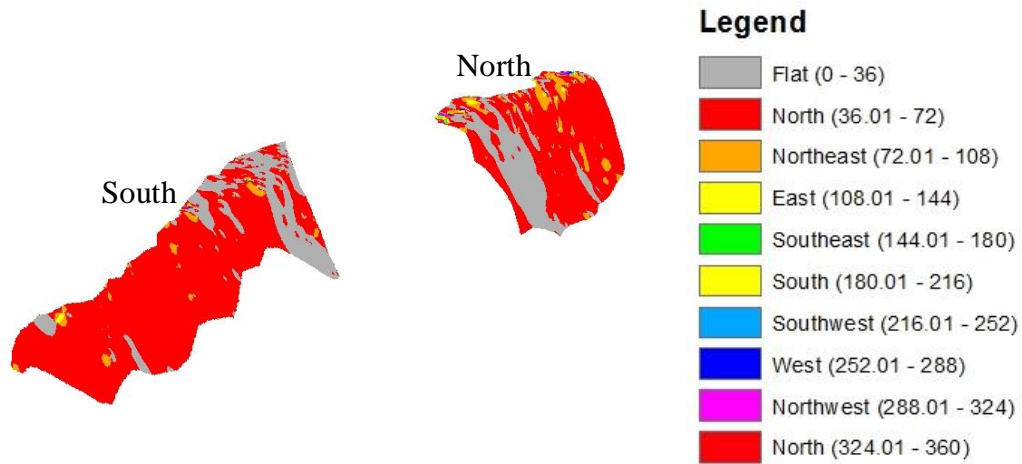 North
South
Legend
Flat (0 - 36)
North (36.01 - 72)
Northeast (72.01 - 108)
East (108.01 - 144)
Southeast (144.01 - 180)
South (180.01 - 216)
Southwest (216.01 - 252)
West (252.01 - 288)
Northwest (288.01 - 324)
North (324.01 - 360)